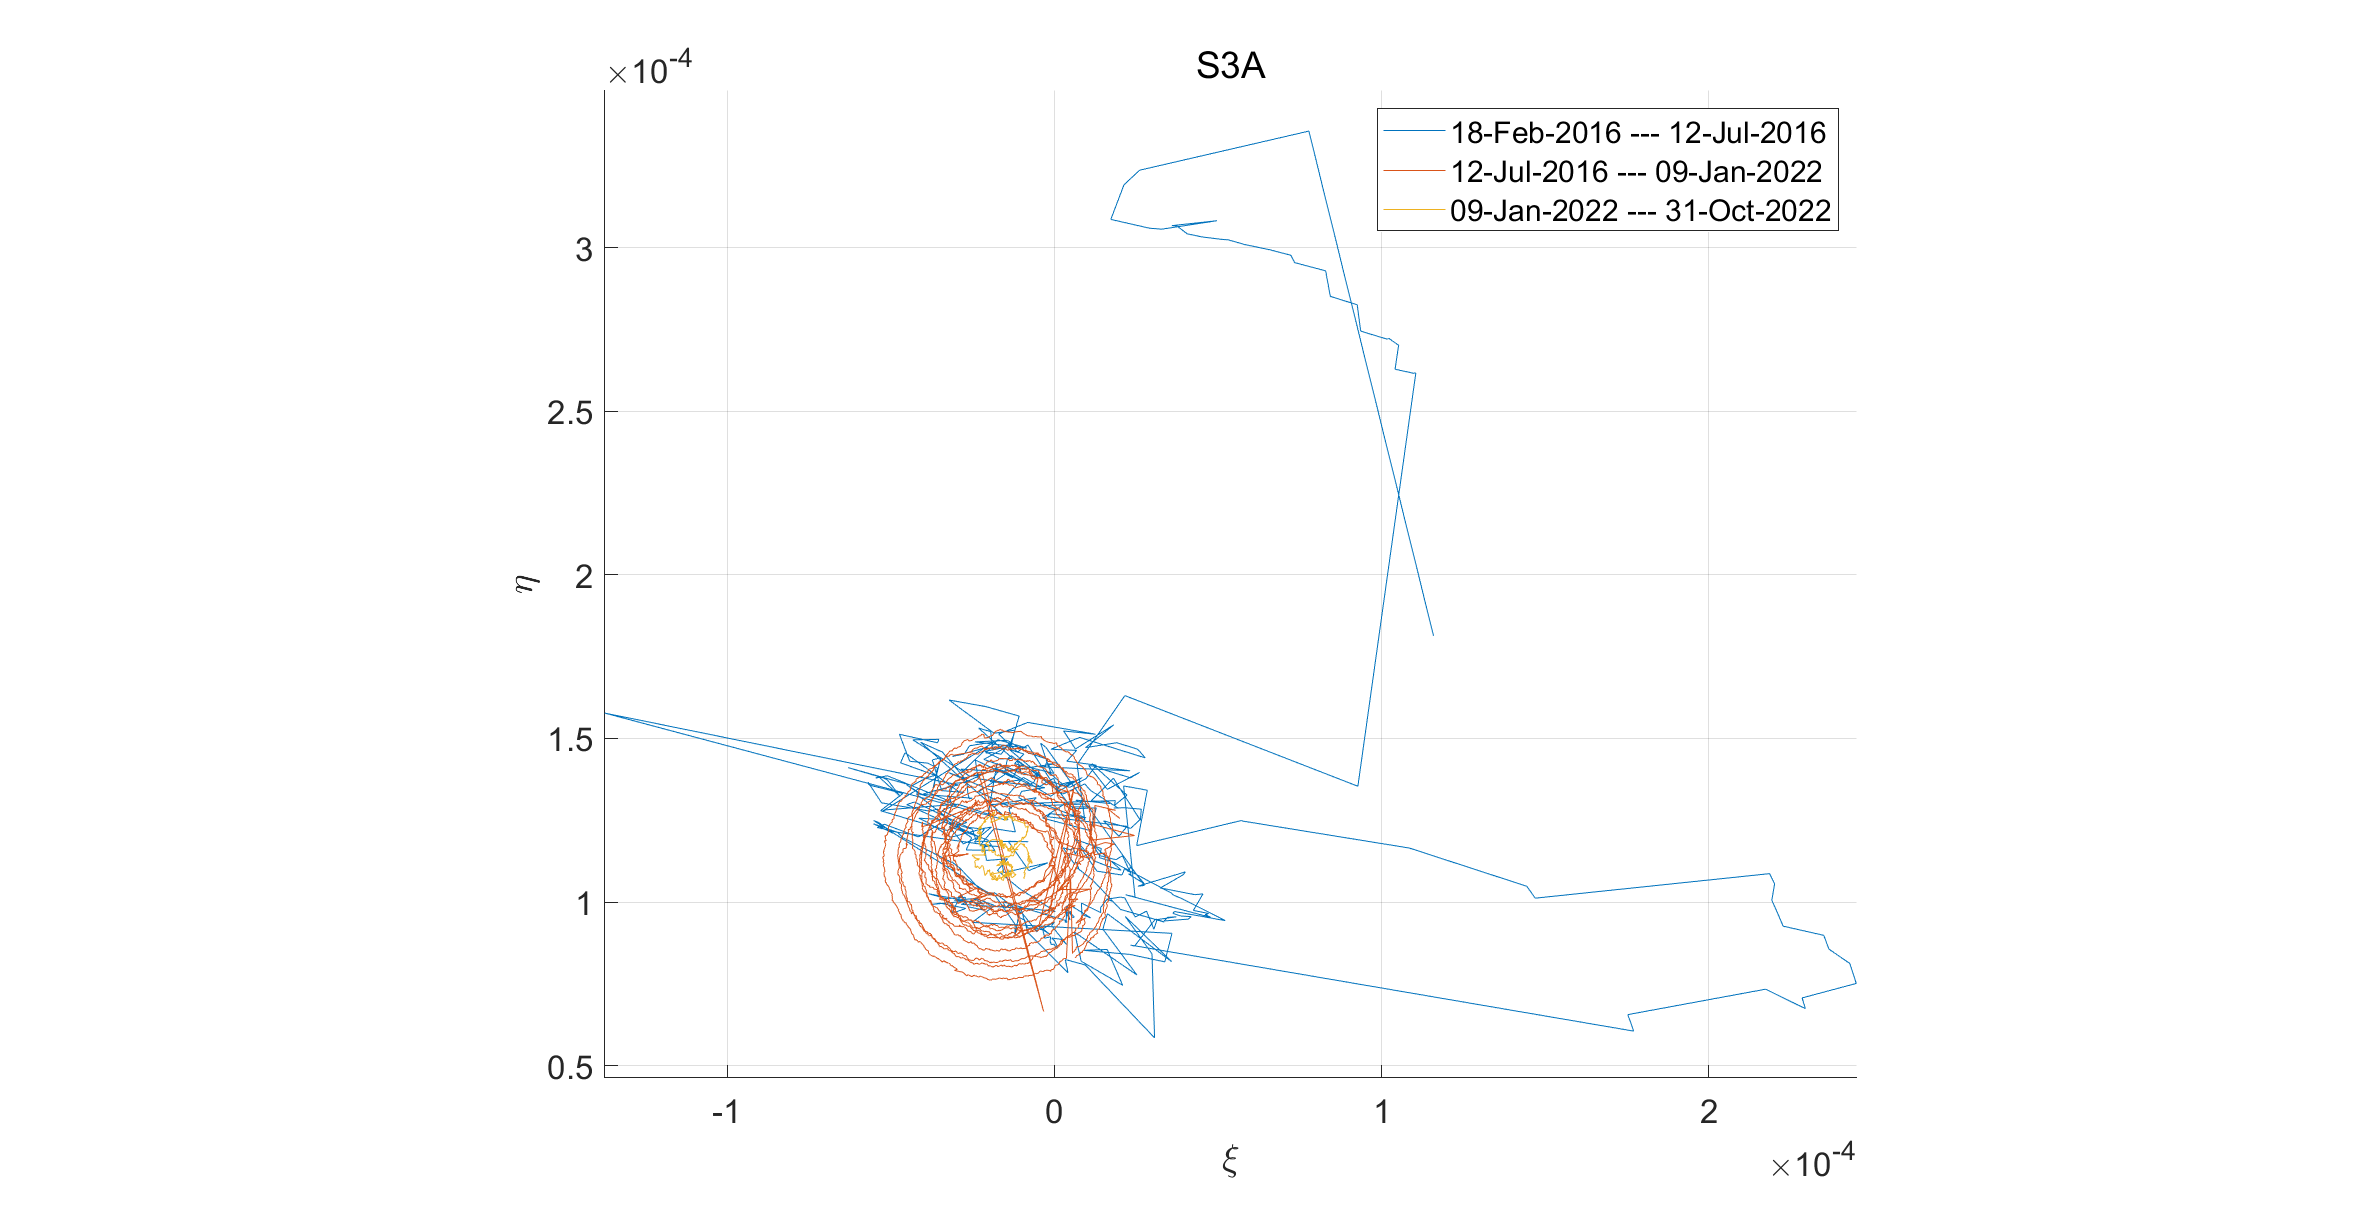 S3A
×10-4
18-Feb-2016 --- 12-Jul-2016
12-Jul-2016 --- 09-Jan-2022
09-Jan-2022 --- 31-Oct-2022
3
2.5
2
1.5
1
0.5
η
-1 0 1 2
×10-4
ξ